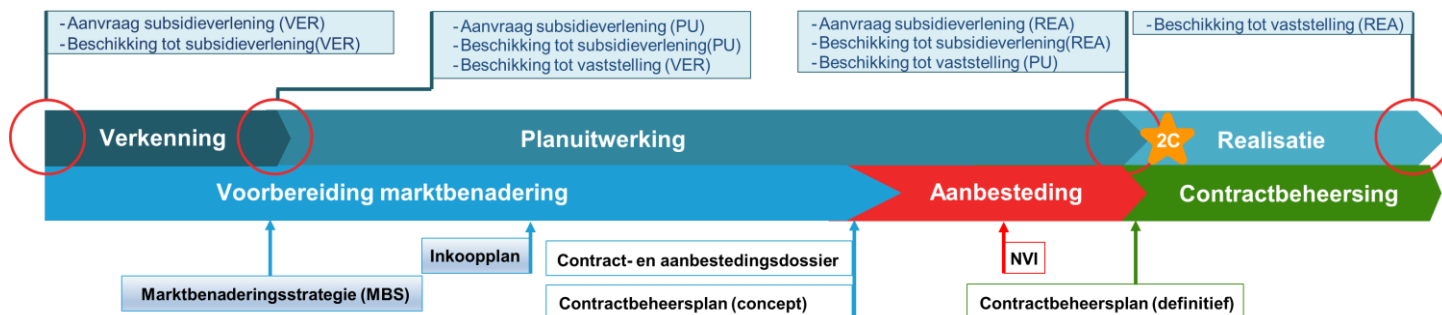 -Aanvraag subsidieverlening (VER)
-Beschikking tot subsidieverlening(VER)
-Aanvraag subsidieverlening (PU)
-Beschikking tot subsidieverlening(PU)
-Beschikking tot vaststelling (VER)
-Aanvraag subsidieverlening (REA)
-Beschikking tot subsidieverlening(REA)
-Beschikking tot vaststelling (PU)
-Beschikking tot vaststelling (REA)
Verkenning
Planuitwerking
2C
Realisatie
Voorbereiding marktbenadering
Aanbesteding
Contractbeheersing
Inkoopplan
Contract- en aanbestedingsdossier
NVI
Marktbenaderingsstrategie (MBS)
Contractbeheersplan (concept)
Contractbeheersplan (definitief)